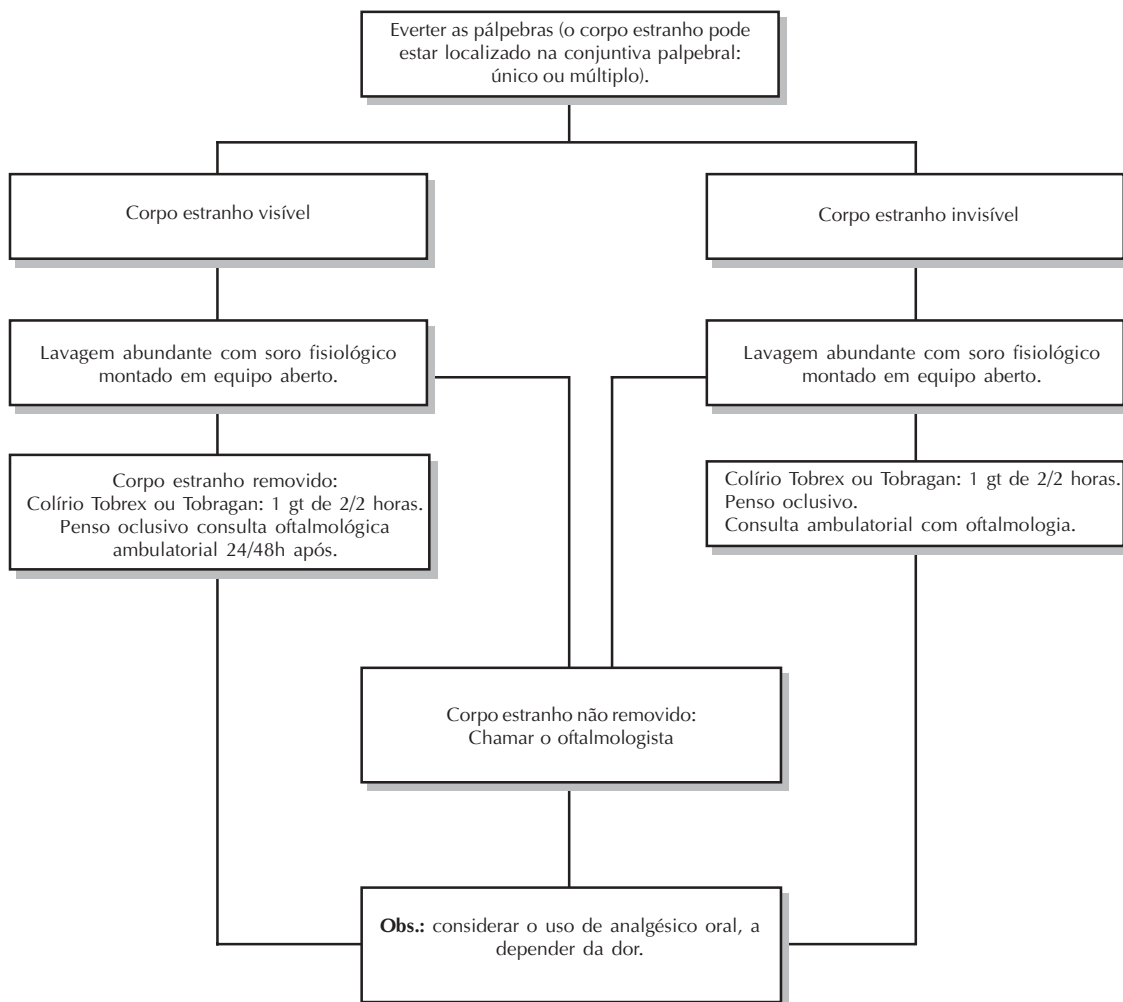 Everter as pálpebras (o corpo estranho pode
estar localizado na conjuntiva palpebral:
único ou múltiplo).
Corpo estranho visível
Corpo estranho invisível
Lavagem abundante com soro fisiológico
montado em equipo aberto.
Lavagem abundante com soro fisiológico
montado em equipo aberto.
Corpo estranho removido:
Colírio Tobrex ou Tobragan: 1 gt de 2/2 horas.
Penso oclusivo consulta oftalmológica
ambulatorial 24/48h após.
Colírio Tobrex ou Tobragan: 1 gt de 2/2 horas.
Penso oclusivo.
Consulta ambulatorial com oftalmologia.
Corpo estranho não removido:
Chamar o oftalmologista
Obs.: considerar o uso de analgésico oral, a
depender da dor.